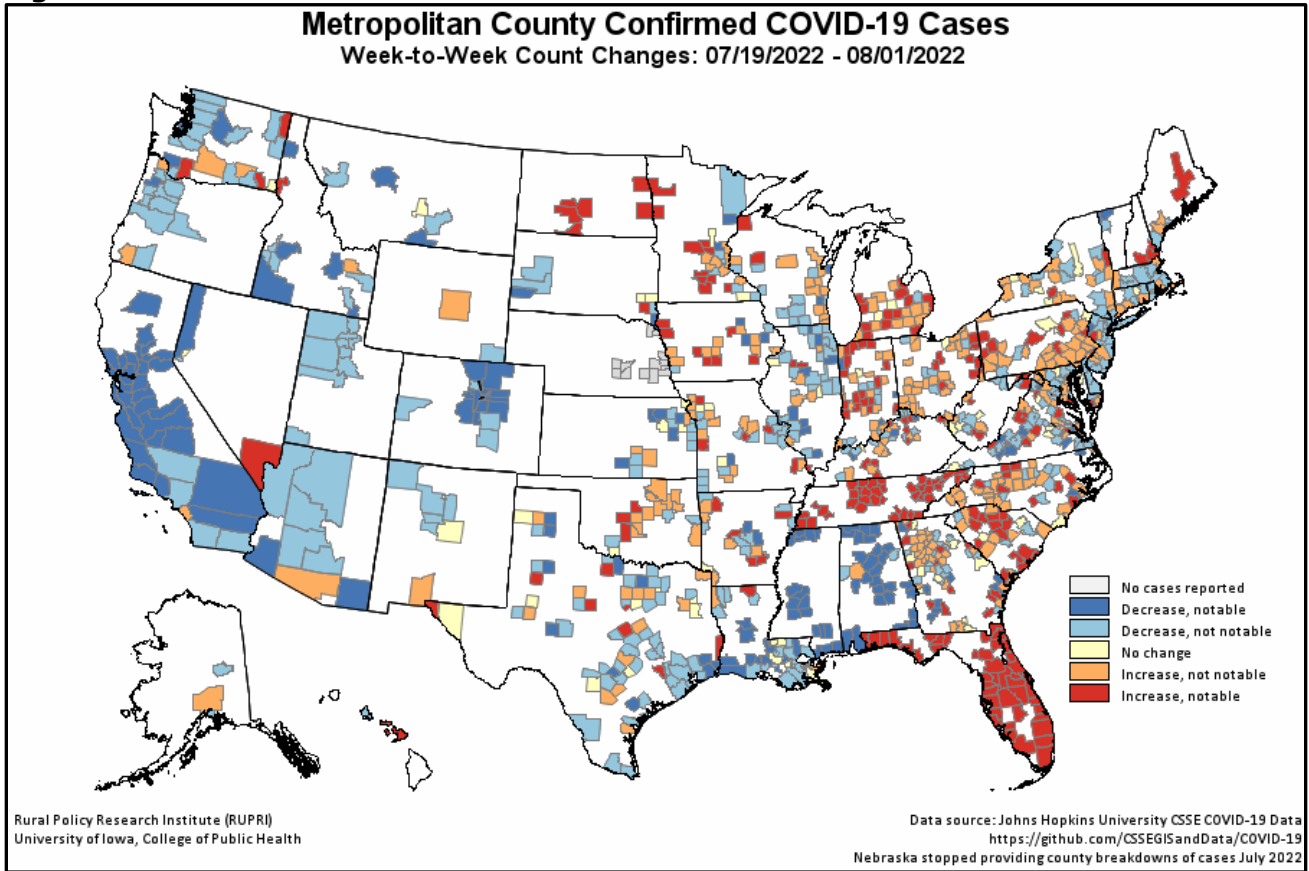 Metropolitan County Confirmed COVID-19 Cases
Week-to-Week Count Changes: 07/19/2022 - 08/01/2022
No cases reported
Decrease, notable
Decrease, not notable
No change
Increase, not notable
Increase, notable
Rural Policy Research Institute (RUPRI)
University of Iowa, College of Public Health
Data source: Johns Hopkins University CSSE COVID-19 Data
https://github.com/CSSEGISandData/COVID-19
Nebraska stopped providing county breakdowns of cases July 2022